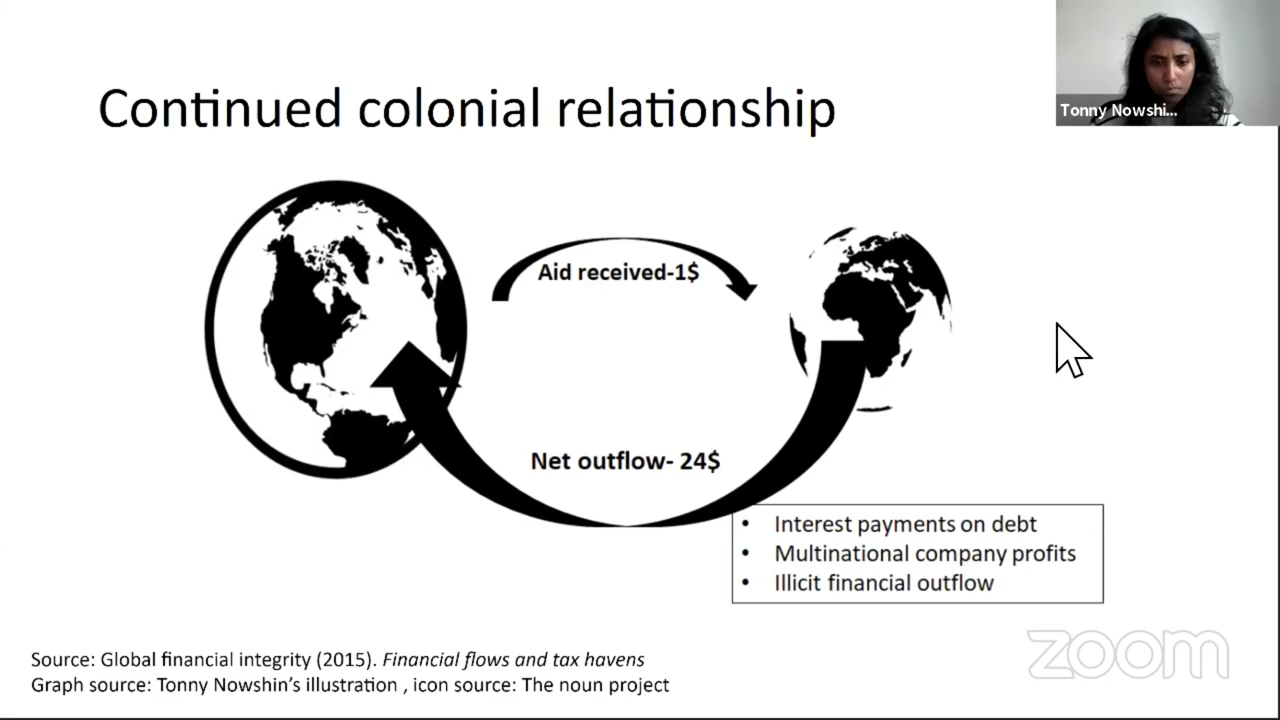 Continued colonial relationship
Tonny Nowshi...
Aid received-1$
Net outflow- 24$
• Interest payments on debt
• Multinational company profits
• Illicit financial outflow
Source: Global financial integrity (2015). Financial flows and tax havens
Graph source: Tonny Nowshin’s illustration , icon source: The noun project
zoom